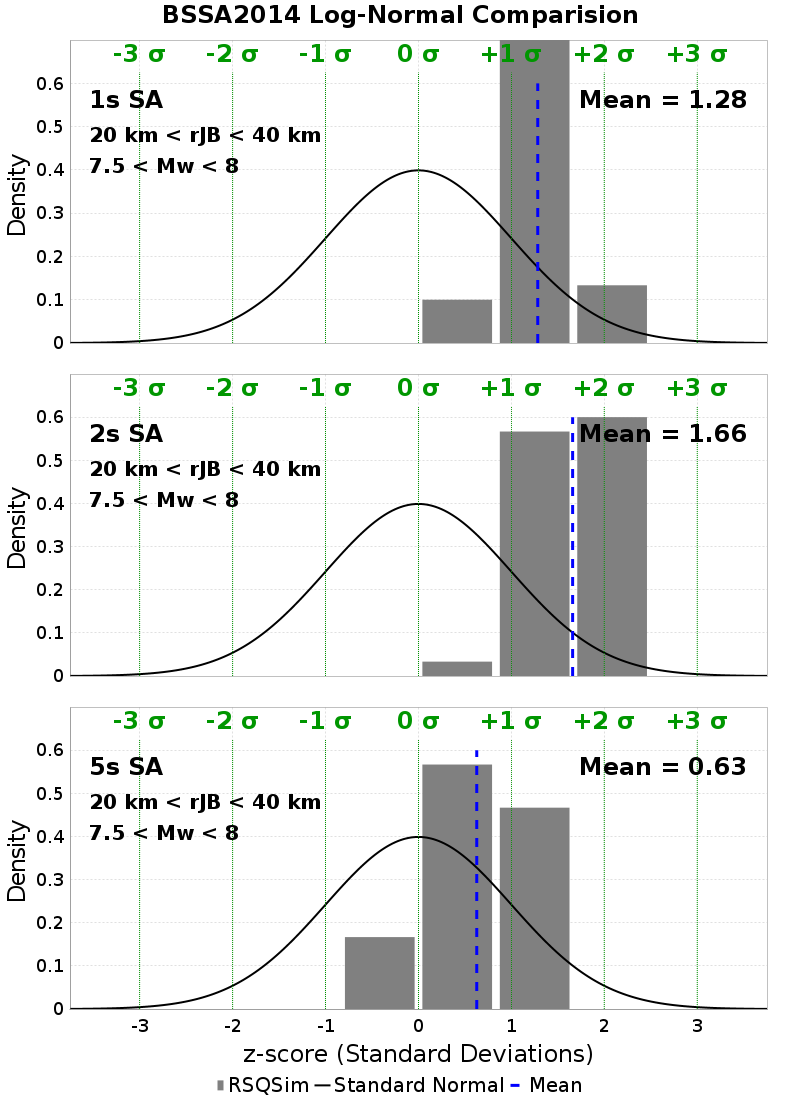 BSSA2014 Log-Normal Comparision
-3 σ -2 σ -1 σ 0 σ +1 σ +2 σ +3 σ
1s SA
Mean = 1.28
20 km < rJB < 40 km
7.5 < Mw < 8
0.6
0.5
0.4
0.3
0.2
0.1
0
Density
-3 σ -2 σ -1 σ 0 σ +1 σ +2 σ +3 σ
2s SA
Mean = 1.66
20 km < rJB < 40 km
7.5 < Mw < 8
0.6
0.5
0.4
0.3
0.2
0.1
0
Density
-3 σ -2 σ -1 σ 0 σ +1 σ +2 σ +3 σ
5s SA
Mean = 0.63
20 km < rJB < 40 km
7.5 < Mw < 8
0.6
0.5
0.4
0.3
0.2
0.1
0
Density
-3 -2 -1 0 1 2 3
z-score (Standard Deviations)
RSQSim Standard Normal Mean